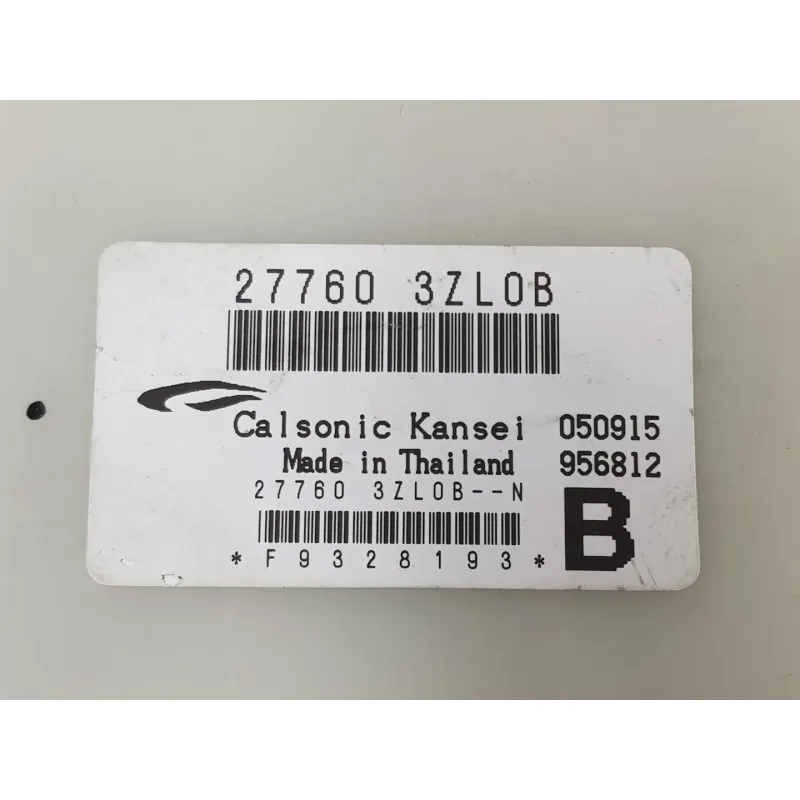 27760 3ZL0B
Calsonic Kansei 050915
Made in Thailand 956812
27760 3ZL0B--N
B
*F9328193*